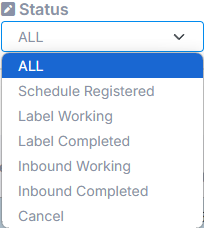 Status
ALL
ALL
Schedule Registered
Label Working
Label Completed
Inbound Working
Inbound Completed
Cancel